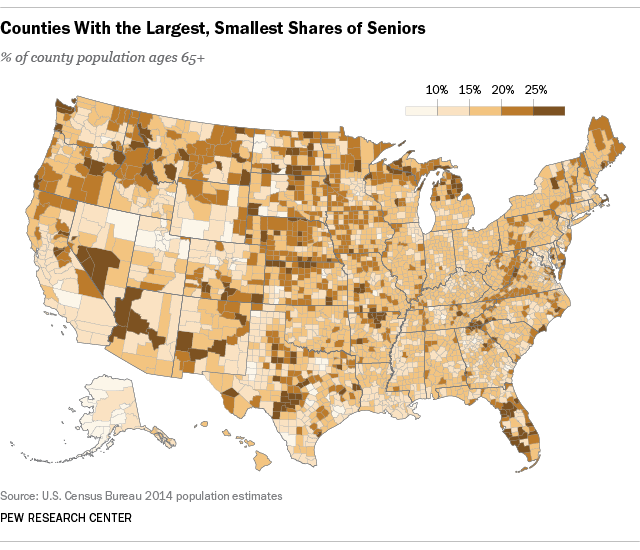 Counties With the Largest, Smallest Shares of Seniors
% of county population ages 65+
10% 15% 20% 25%
Source: U.S. Census Bureau 2014 population estimates
PEW RESEARCH CENTER